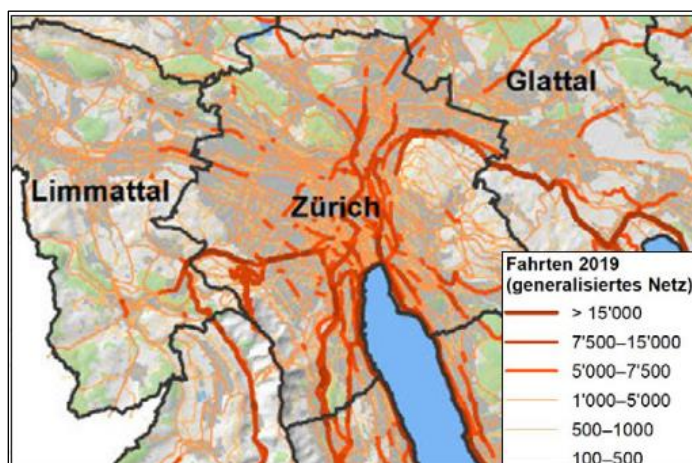 Glattal
Limmattal
Zürich
Fahrten 2019
(generalisiertes Netz)
> 15'000
7'500–15'000
5'000–7'500
1'000–5'000
500–1000
100–500